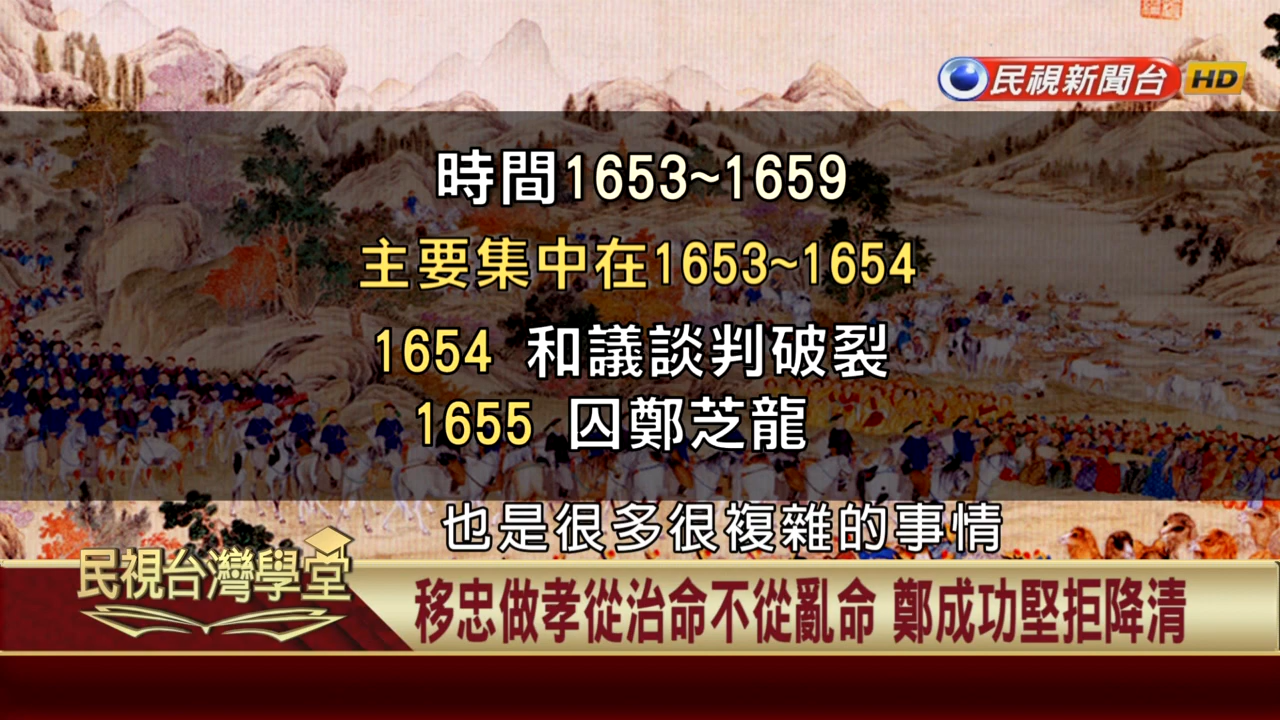 民視新聞台 HD
時間1653~1659
主要集中在1653~1654
1654 和議談判破裂
1655 囚鄭芝龍
也是很多很複雜的事情
民視台灣學堂
移忠做孝從治命不從亂命 鄭成功堅拒降清